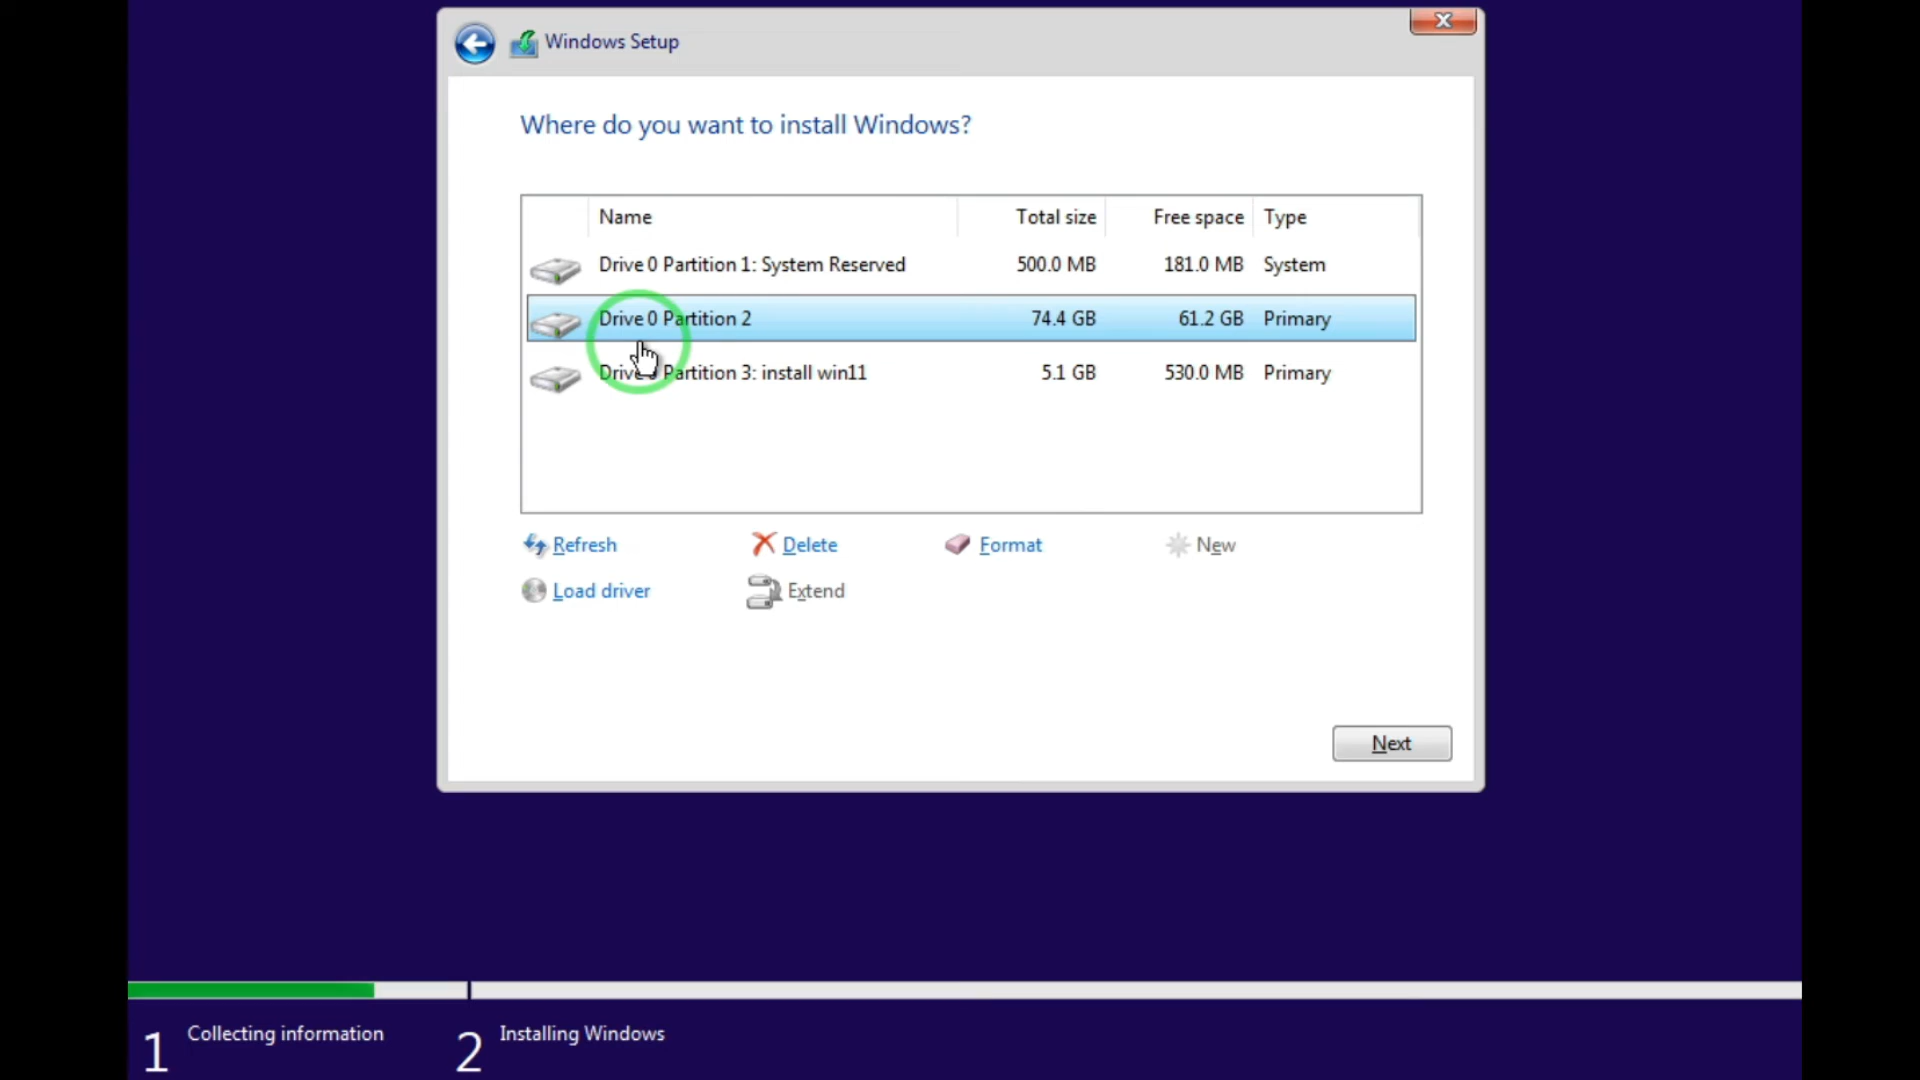 Windows Setup
X
Where do you want to install Windows?
Name Total size Free space Type
Drive 0 Partition 1: System Reserved 500.0 MB 181.0 MB System
Drive 0 Partition 2 74.4 GB 61.2 GB Primary
Drive 0 Partition 3: install win11 5.1 GB 530.0 MB Primary
Refresh Delete Format New
Load driver Extend
Next
1 Collecting information 2 Installing Windows